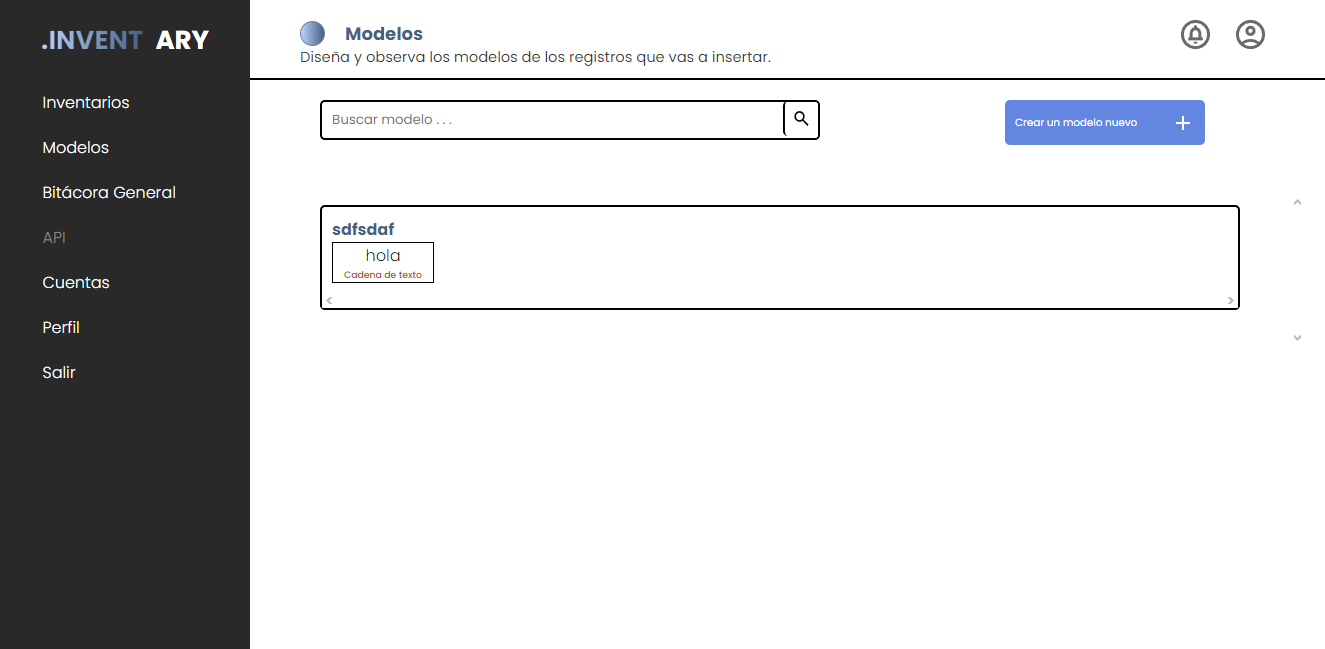 .INVENT ARY
Inventarios
Modelos
Bitácora General
API
Cuentas
Perfil
Salir
Modelos
Diseña y observa los modelos de los registros que vas a insertar.
Buscar modelo . . .
Crear un modelo nuevo
sdfsdaf
hola
Cadena de texto